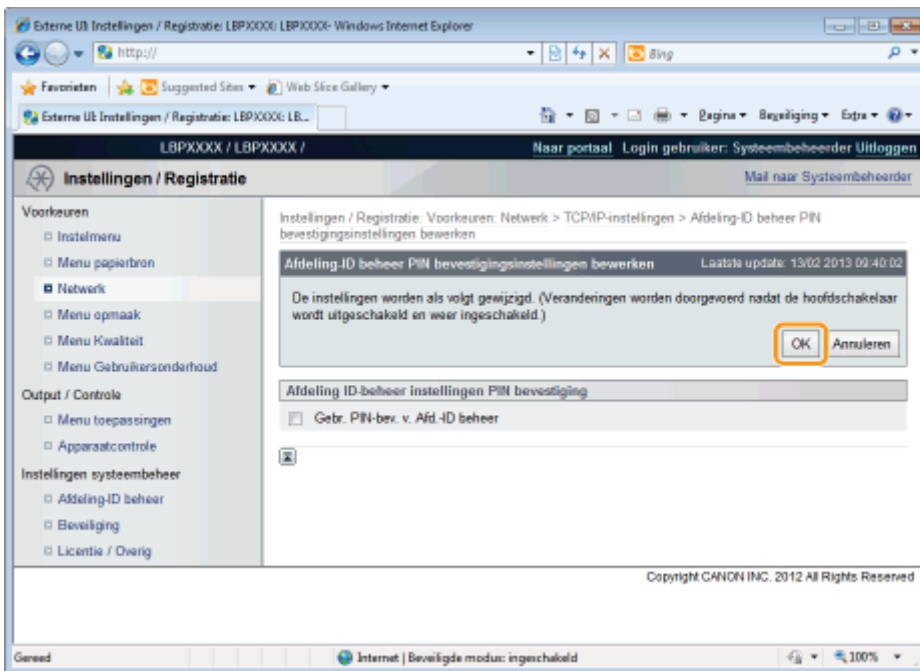 Externe UI: Instellingen / Registratie: LBPXXXX: LBPXXXX- Windows Internet Explorer
http:// Bing
Favorieten Suggested Sites Web Slice Gallery
Externe UI: Instellingen / Registratie: LBPXXXX: LB... Pagina Beveiliging Extra
LBPXXXX / LBPXXXX / Naar portaal Login gebruiker: Systeembeheerder Uitloggen
Instellingen / Registratie Mail naar Systeembeheerder
Voorkeuren
Instelmenu
Menu papierbron
Netwerk
Menu opmaak
Menu Kwaliteit
Menu Gebruikersonderhoud
Output / Controle
Menu toepassingen
Apparaatcontrole
Instellingen systeembeheer
Afdeling-ID beheer
Beveiliging
Licentie / Overig
Instellingen / Registratie: Voorkeuren: Netwerk > TCP/IP-instellingen > Afdeling-ID beheer PIN
bevestigingsinstellingen bewerken
Afdeling-ID beheer PIN bevestigingsinstellingen bewerken Laatste update: 13/02 2013 09:40:02
De instellingen worden als volgt gewijzigd. (Veranderingen worden doorgevoerd nadat de hoofdschakelaar
wordt uitgeschakeld en weer ingeschakeld.)
OK Annuleren
Afdeling ID-beheer instellingen PIN bevestiging
Gebr. PIN-bev. v. Afd.-ID beheer
Copyright CANON INC. 2012 All Rights Reserved
Gereed Internet | Beveiligde modus: ingeschakeld 100%